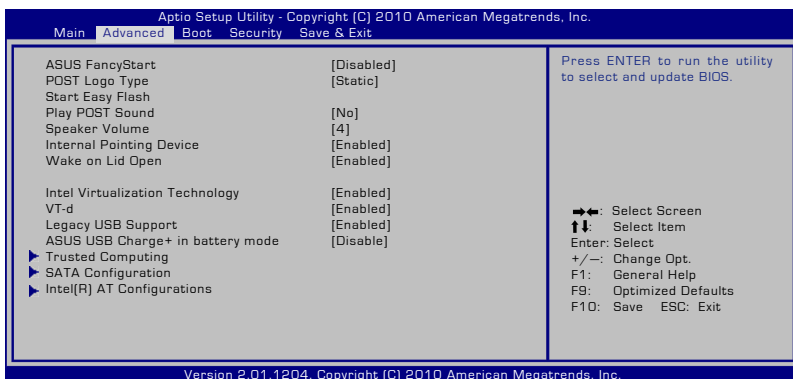 Aptio Setup Utility - Copyright (C) 2010 American Megatrends, Inc.
Main Advanced Boot Security Save & Exit
ASUS FancyStart [Disabled]
POST Logo Type [Static]
Start Easy Flash
Play POST Sound [No]
Speaker Volume [4]
Internal Pointing Device [Enabled]
Wake on Lid Open [Enabled]
Intel Virtualization Technology [Enabled]
VT-d [Enabled]
Legacy USB Support [Enabled]
ASUS USB Charge+ in battery mode [Disable]
Trusted Computing
SATA Configuration
Intel(R) AT Configurations
Press ENTER to run the utility
to select and update BIOS.
→←: Select Screen
↑↓: Select Item
Enter: Select
+/—: Change Opt.
F1: General Help
F9: Optimized Defaults
F10: Save ESC: Exit
Version 2.01.1204. Copyright (C) 2010 American Megatrends, Inc.